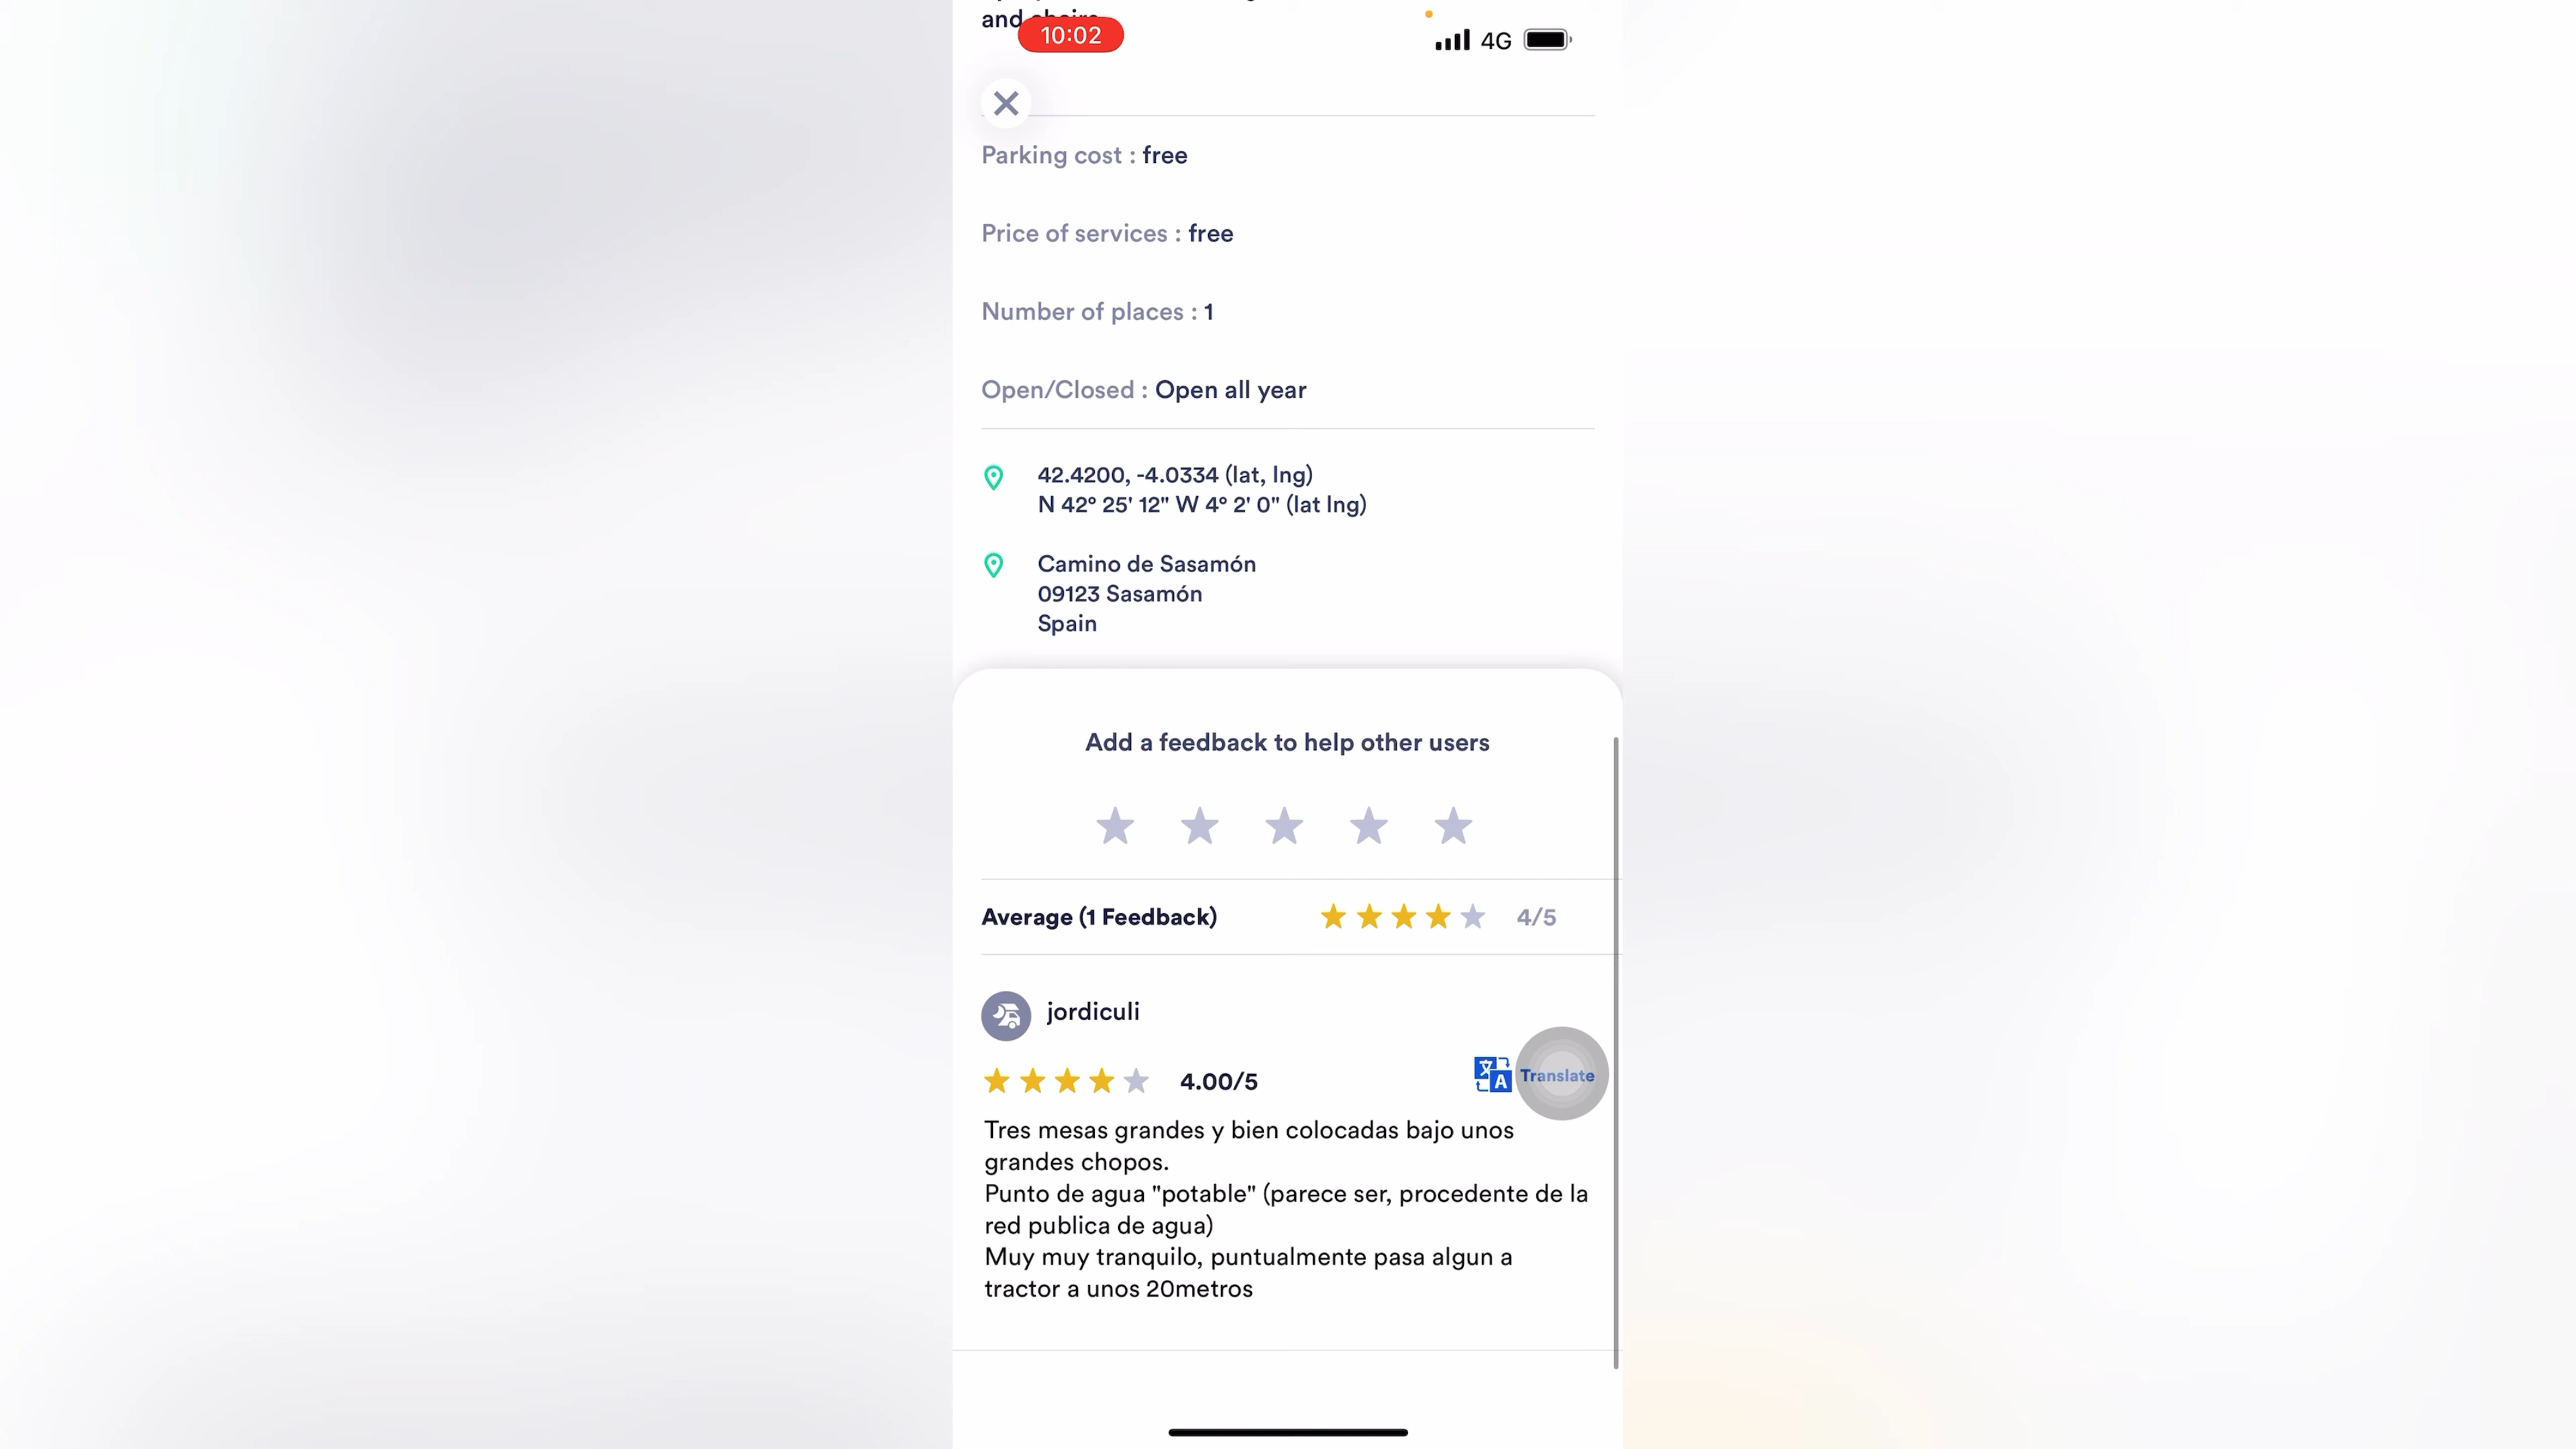 and chairs
10:02
4G
Parking cost : free
Price of services : free
Number of places : 1
Open/Closed : Open all year
42.4200, -4.0334 (lat, lng)
N 42° 25' 12" W 4° 2' 0" (lat lng)
Camino de Sasamón
09123 Sasamón
Spain
Add a feedback to help other users
Average (1 Feedback) 4/5
jordiculi
4.00/5 Translate
Tres mesas grandes y bien colocadas bajo unos
grandes chopos.
Punto de agua "potable" (parece ser, procedente de la
red publica de agua)
Muy muy tranquilo, puntualmente pasa algun a
tractor a unos 20metros